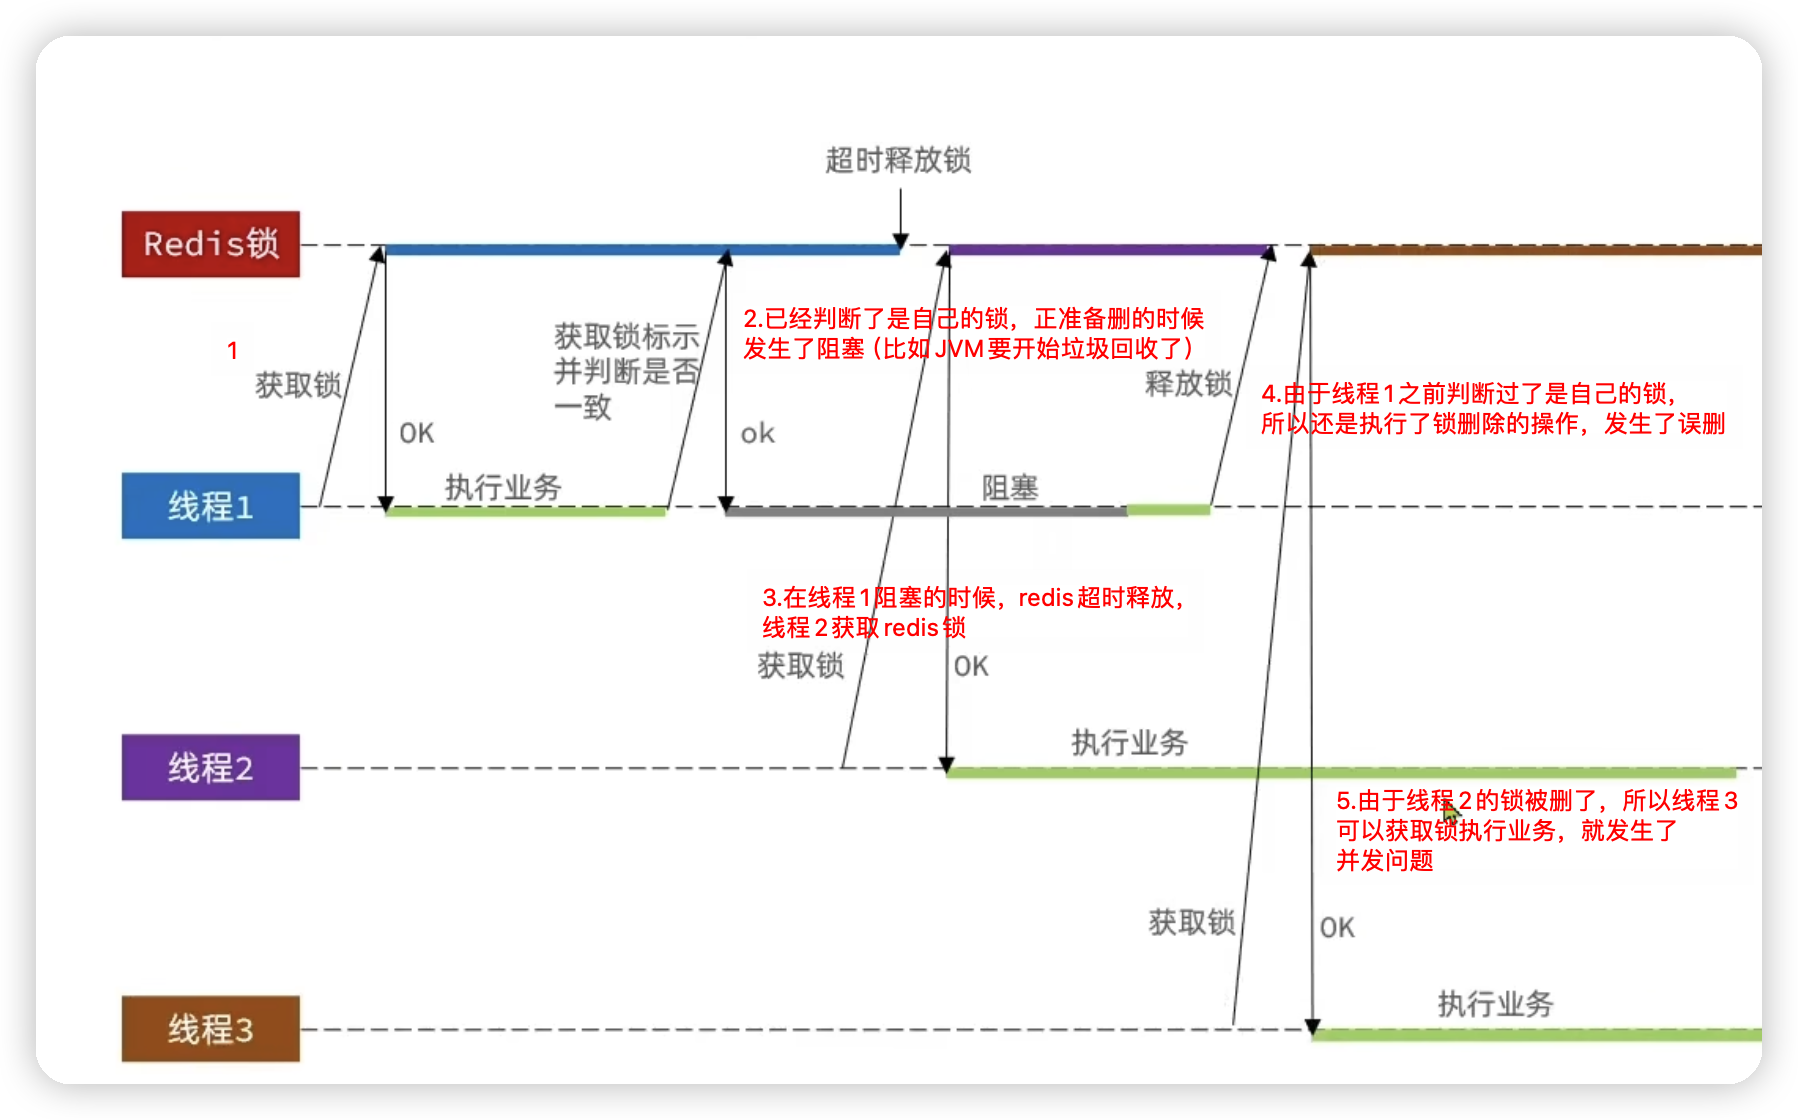 超时释放锁
Redis锁
1
获取锁
OK
获取锁标示
并判断是否
一致
2.已经判断了是自己的锁，正准备删的时候
发生了阻塞（比如JVM要开始垃圾回收了）
ok
释放锁
4.由于线程1之前判断过了是自己的锁，
所以还是执行了锁删除的操作，发生了误删
线程1
执行业务
阻塞
3.在线程1阻塞的时候，redis超时释放，
线程2获取redis锁
获取锁
OK
线程2
执行业务
5.由于线程2的锁被删了，所以线程3
可以获取锁执行业务，就发生了
并发问题
获取锁
OK
线程3
执行业务